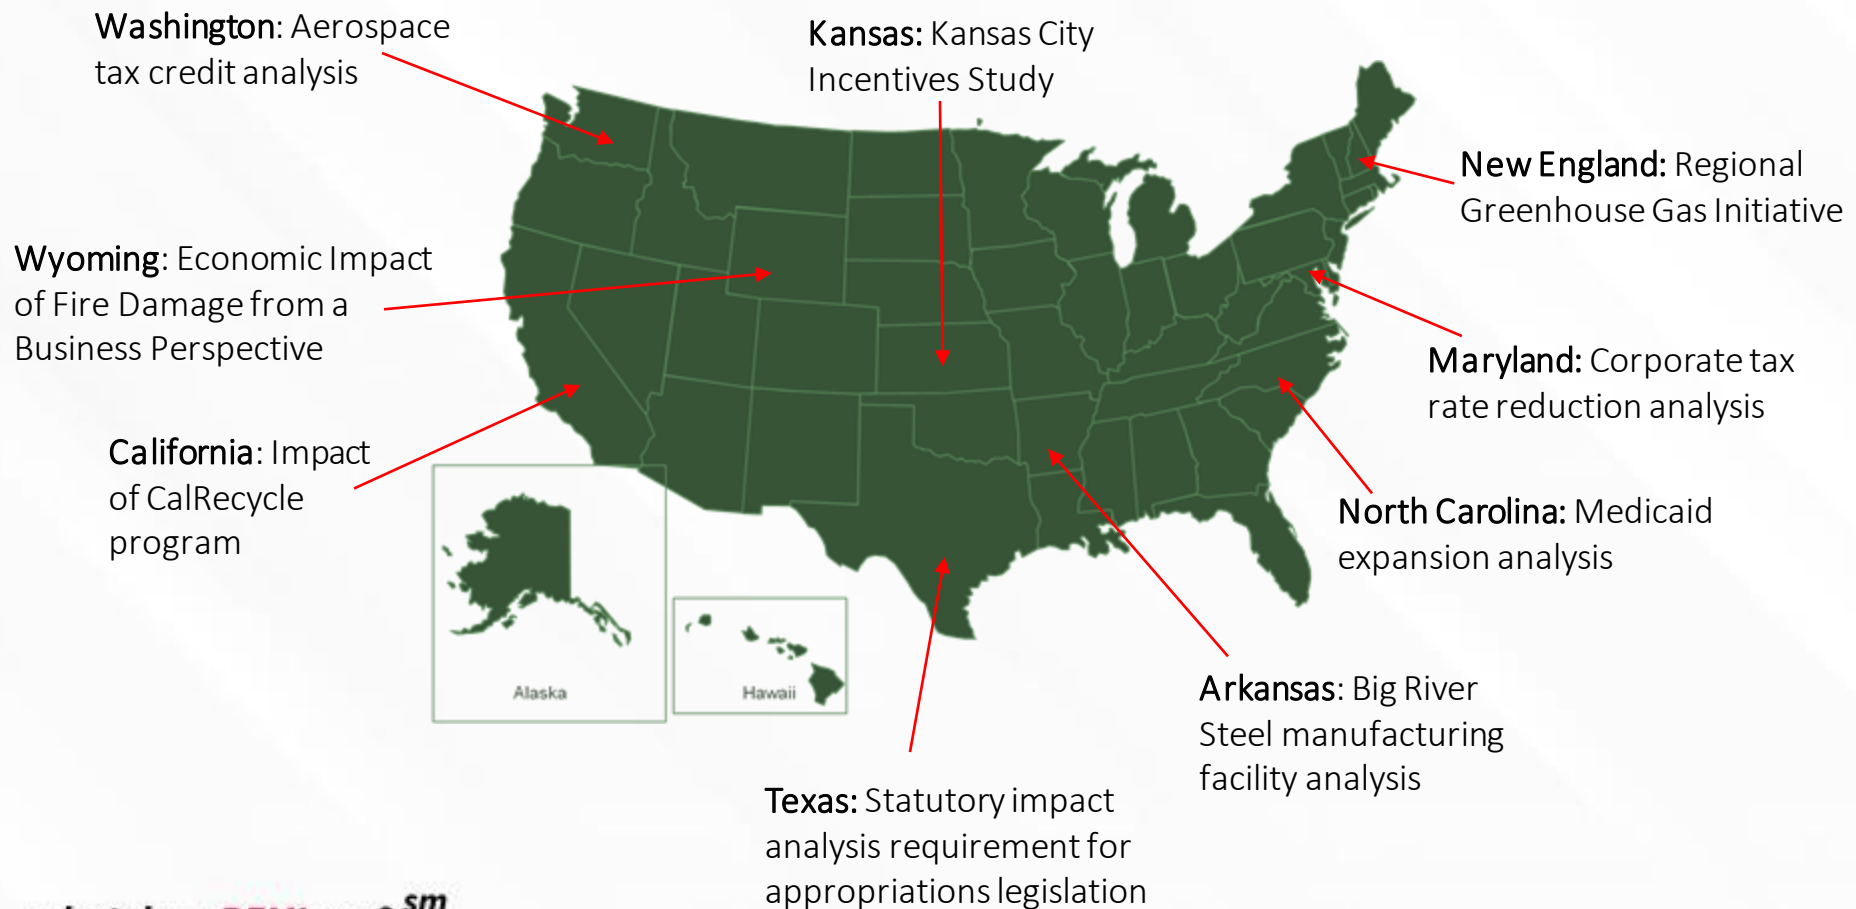 Washington: Aerospace
tax credit analysis
Kansas: Kansas City
Incentives Study
New England: Regional
Greenhouse Gas Initiative
Wyoming: Economic Impact
of Fire Damage from a
Business Perspective
Maryland: Corporate tax
rate reduction analysis
California: Impact
of CalRecycle
program
North Carolina: Medicaid
expansion analysis
Alaska
Hawaii
Arkansas: Big River
Steel manufacturing
facility analysis
Texas: Statutory impact
analysis requirement for
appropriations legislation
sm